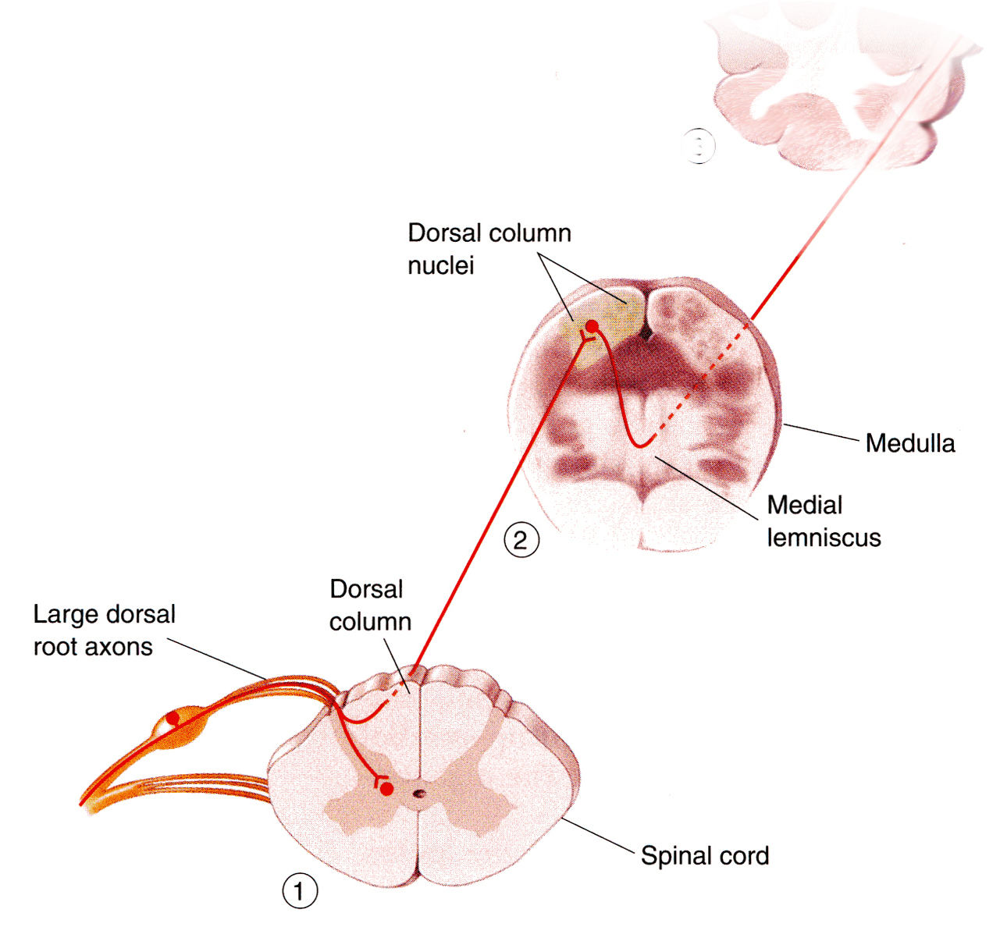 Dorsal column
nuclei
Medulla
Medial
lemniscus
2
Dorsal
column
Large dorsal
root axons
Spinal cord
1